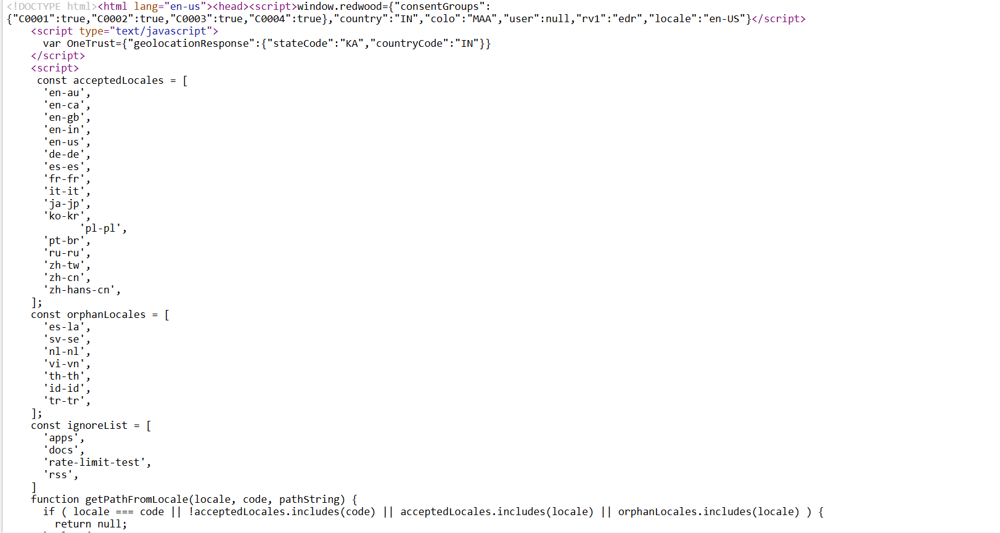 <!DOCTYPE html><html lang="en-us"><head><script>window.redwood={"consentGroups":
{"C0001":true,"C0002":true,"C0003":true,"C0004":true},"country":"IN","colo":"MAA","user":null,"rv1":"edr","locale":"en-US"}</script>
<script type="text/javascript">
var OneTrust={"geolocationResponse":{"stateCode":"KA","countryCode":"IN"}}
</script>
<script>
const acceptedLocales = [
'en-au',
'en-ca',
'en-gb',
'en-in',
'en-us',
'de-de',
'es-es',
'fr-fr',
'it-it',
'ja-jp',
'ko-kr',
'pl-pl',
'pt-br',
'ru-ru',
'zh-tw',
'zh-cn',
'zh-hans-cn',
];
const orphanLocales = [
'es-la',
'sv-se',
'nl-nl',
'vi-vn',
'th-th',
'id-id',
'tr-tr',
];
const ignoreList = [
'apps',
'docs',
'rate-limit-test',
'rss',
]
function getPathFromLocale(locale, code, pathString) {
if ( locale === code || !acceptedLocales.includes(code) || acceptedLocales.includes(locale) || orphanLocales.includes(locale) ) {
return null;